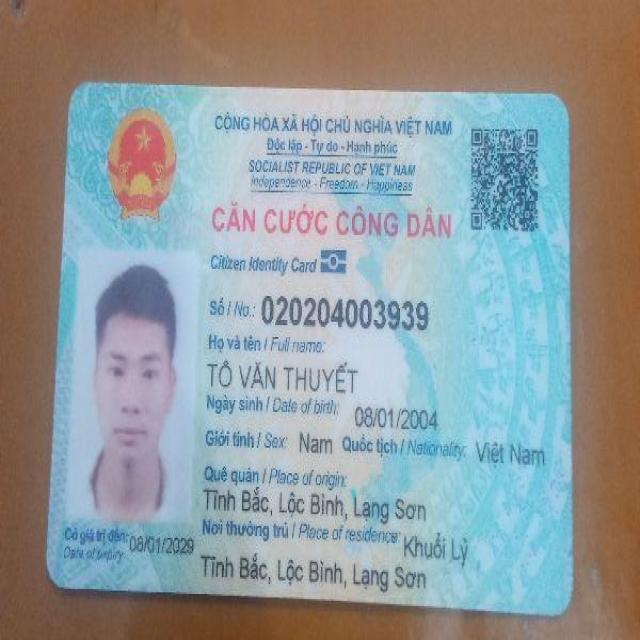 CỘNG HÒA XÃ HỘI CHỦ NGHĨA VIỆT NAM
Độc lập - Tự do - Hạnh phúc
SOCIALIST REPUBLIC OF VIET NAM
Independence - Freedom - Happiness
CĂN CƯỚC CÔNG DÂN
Citizen Identity Card
Số / No.: 020204003939
Họ và tên / Full name:
TÔ VĂN THUYẾT
Ngày sinh / Date of birth: 08/01/2004
Giới tính / Sex: Nam Quốc tịch / Nationality: Việt Nam
Quê quán / Place of origin:
Tĩnh Bắc, Lộc Bình, Lạng Sơn
Nơi thường trú / Place of residence: Khuổi Lỳ
Tĩnh Bắc, Lộc Bình, Lạng Sơn
Có giá trị đến: 08/01/2029
Date of expiry